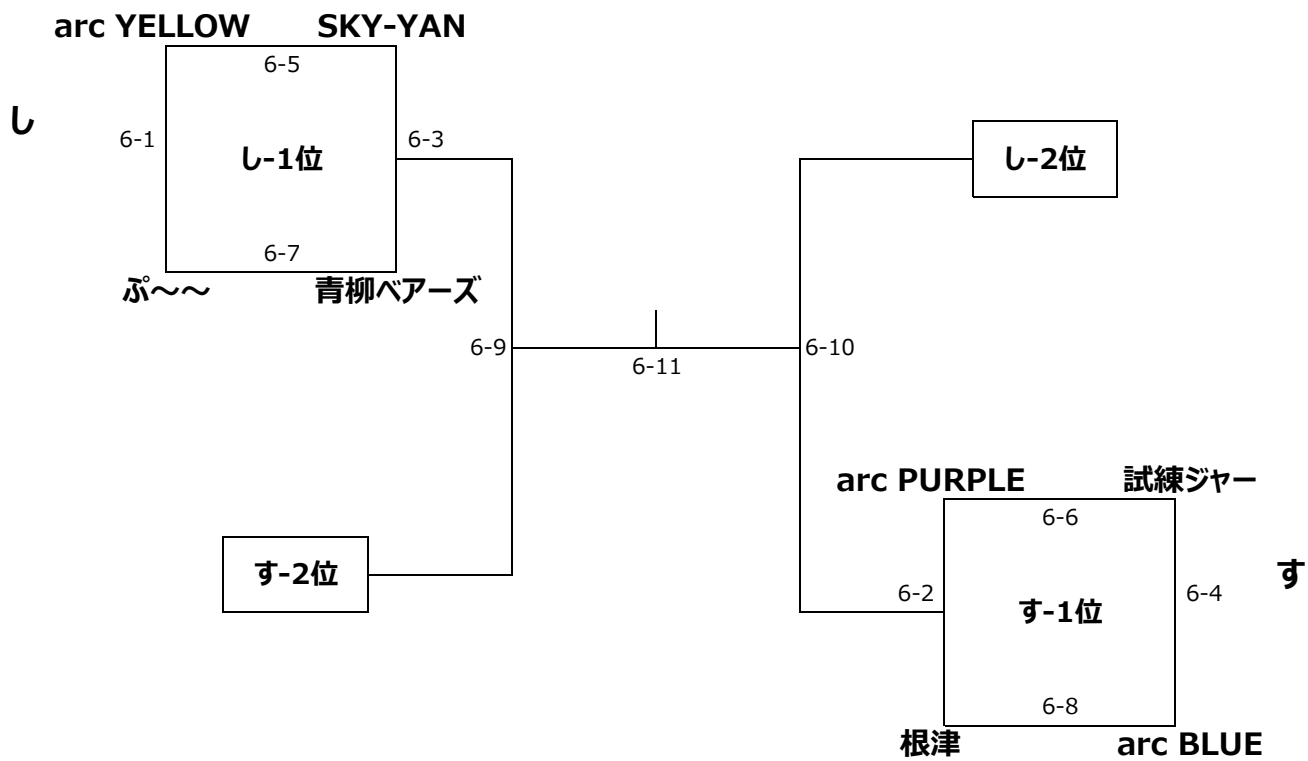 arc YELLOW SKY-YAN
6-5
し
6-1
し-1位
6-3
し-2位
6-7
ぷ～～ 青柳ベアーズ
6-9
6-11
6-10
arc PURPLE 試練ジャー
6-6
す-2位
す
6-2
す-1位
6-4
6-8
根津 arc BLUE